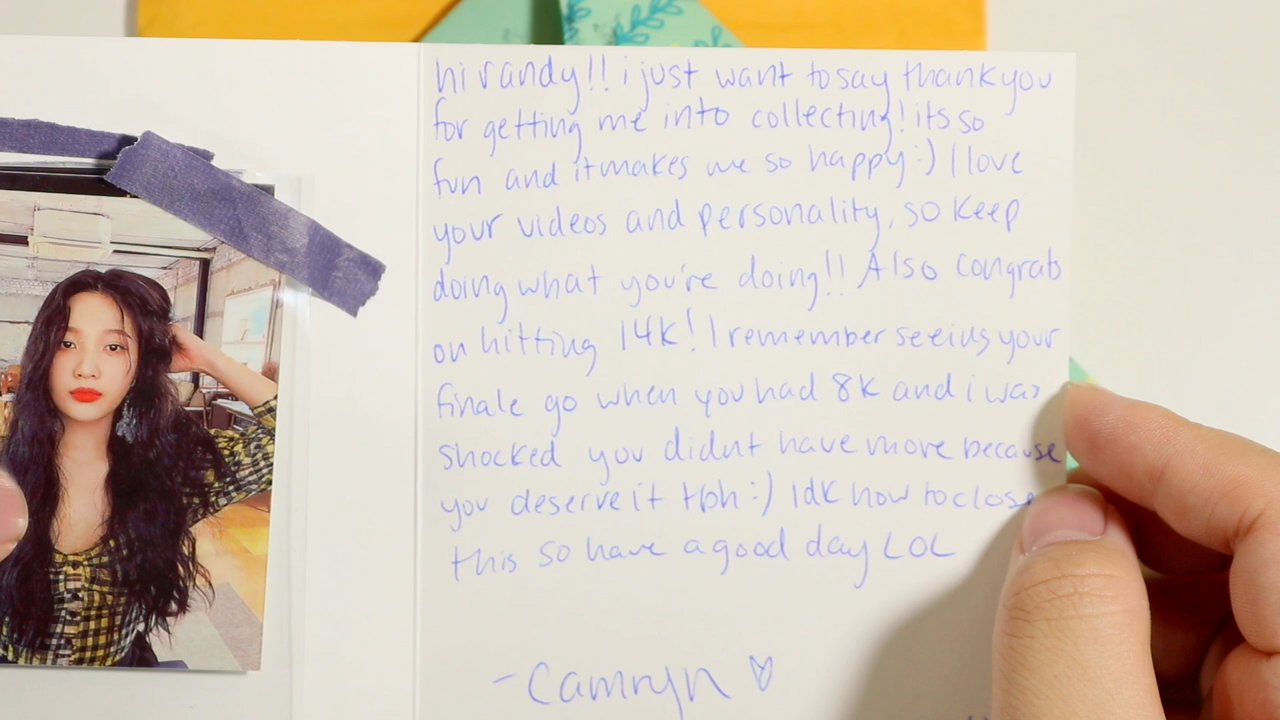 hi randy!! i just want to say thank you
for getting me into collecting! its so
fun and it makes me so happy :) I love
your videos and personality, so keep
doing what you're doing!! Also congrats
on hitting 14k! I remember seeing your
finale go when you had 8k and i was
shocked you didnt have more because
you deserve it tbh :) Idk how to close
this so have a good day LOL
- Camryn ♡